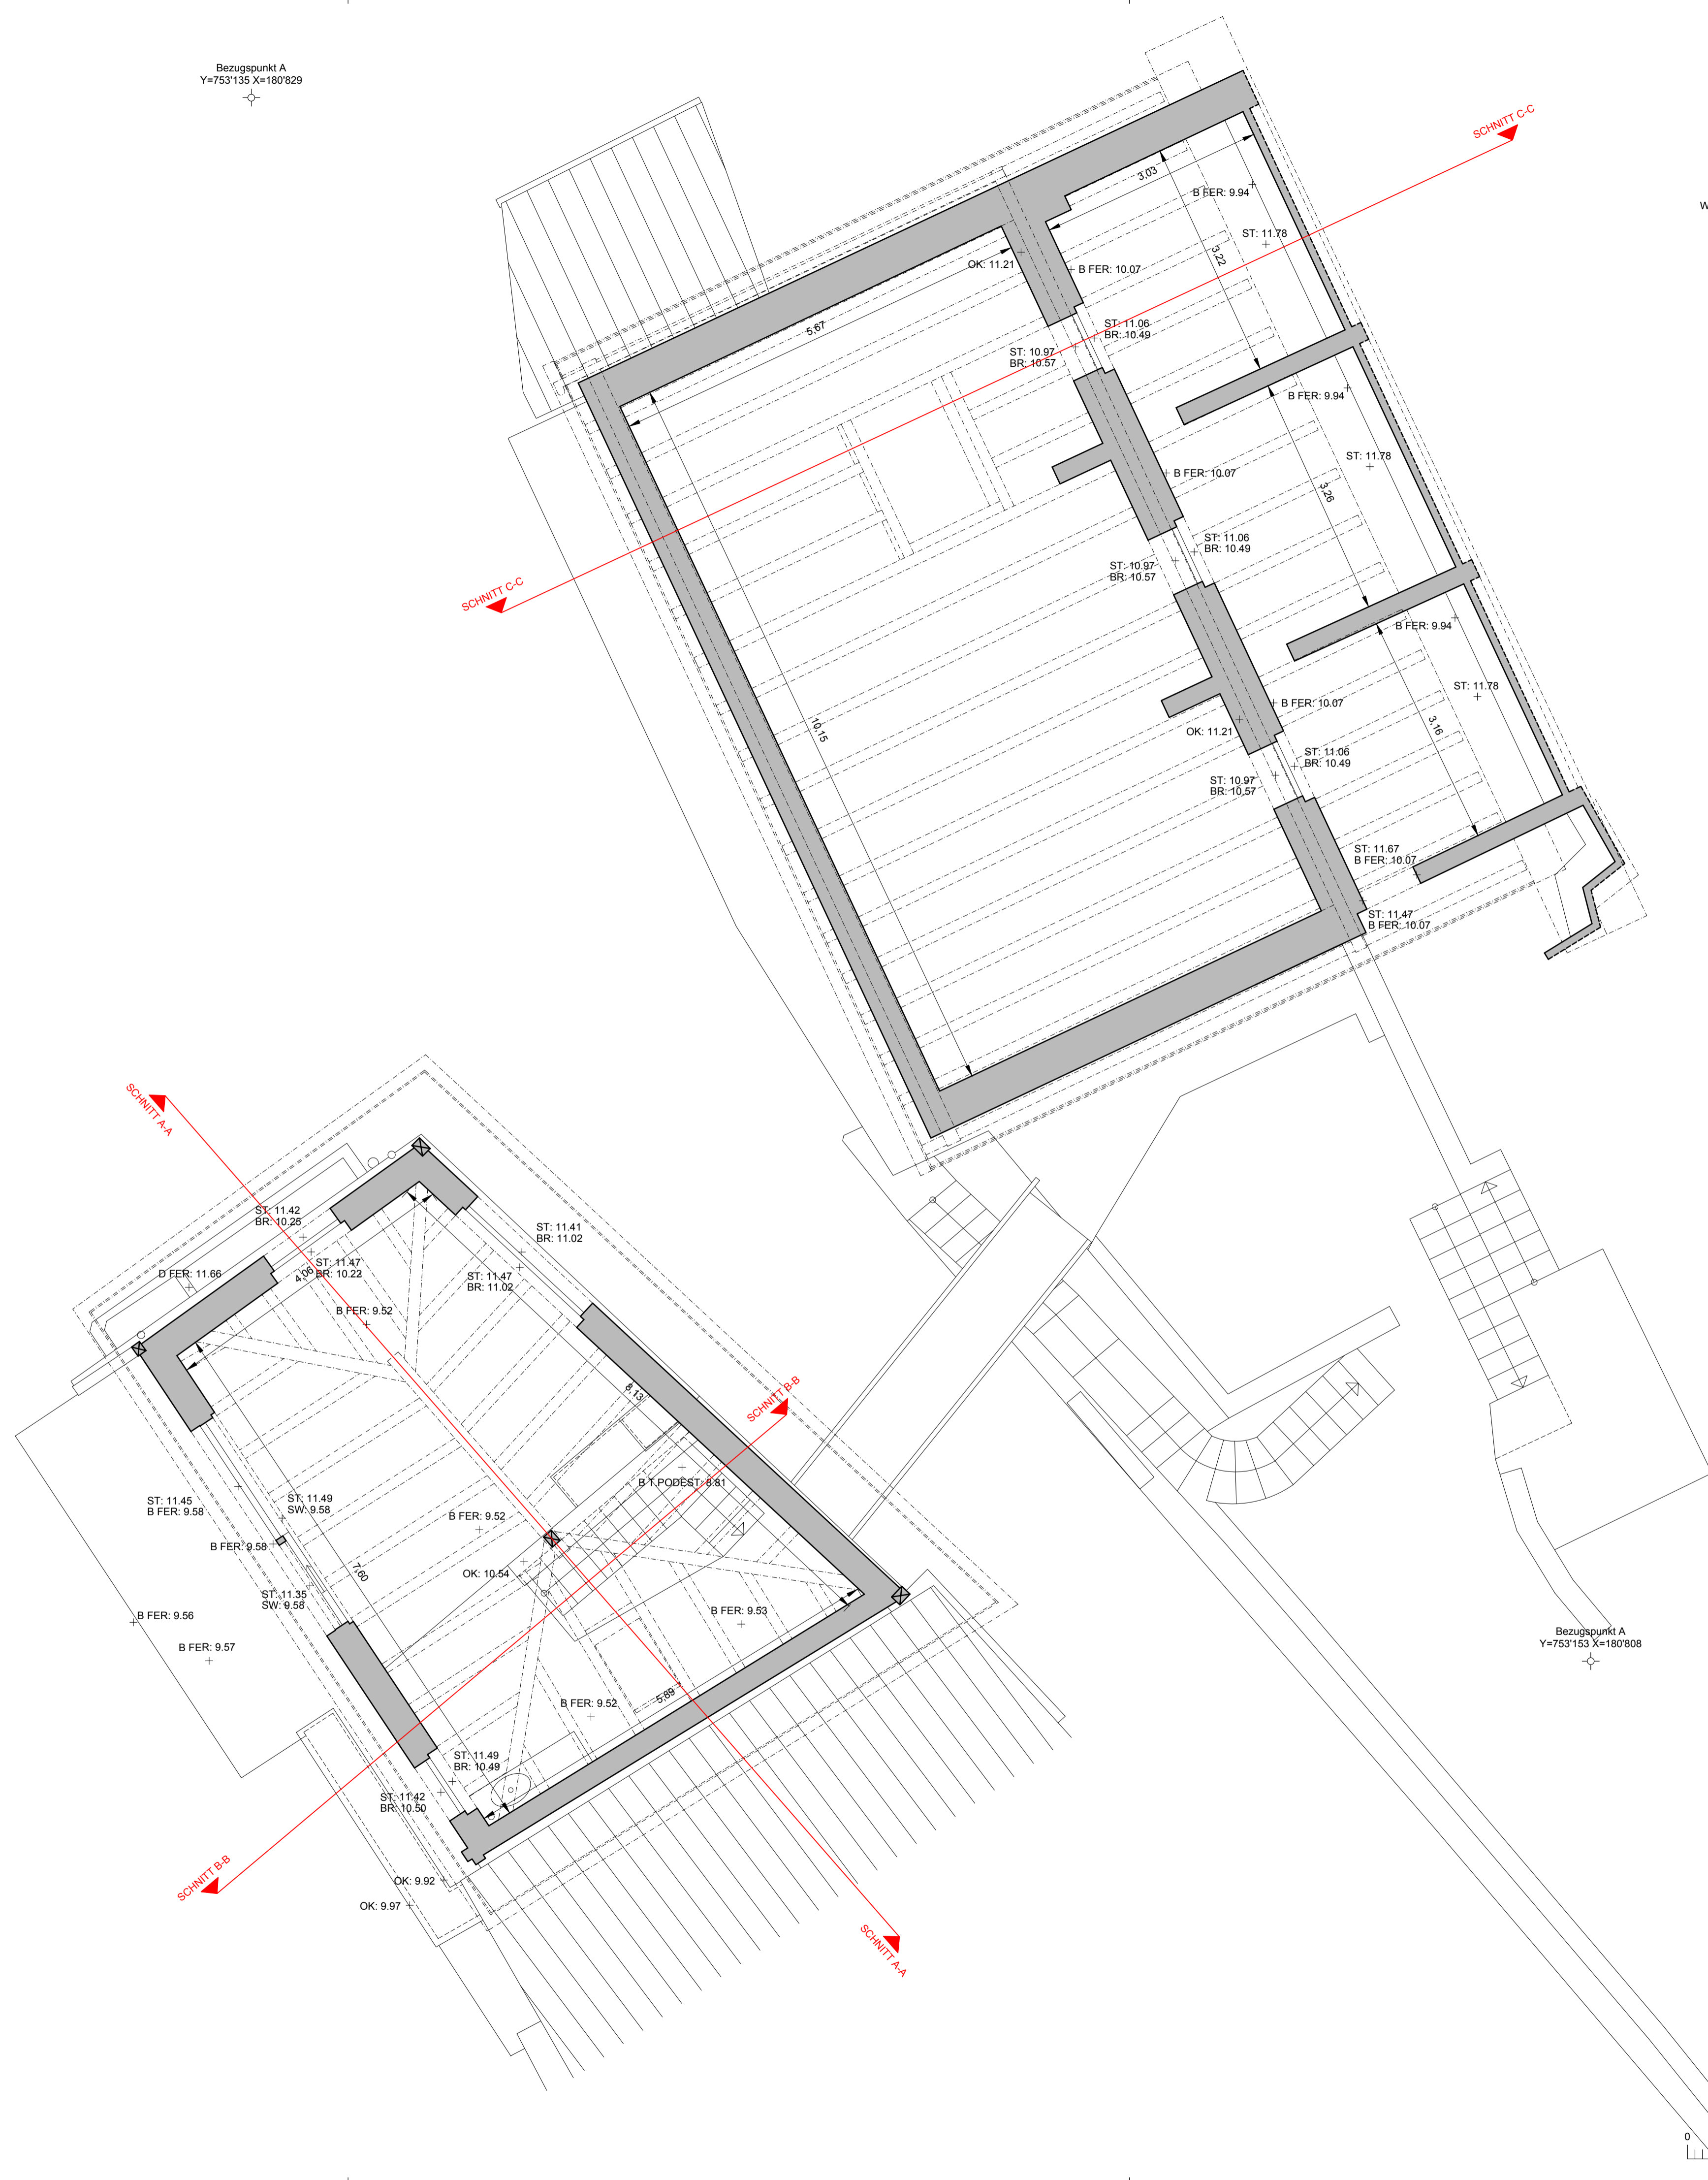 Bezugspunkt A
Y=753'135 X=180'829
SCHNITT C-C
W
3,03
B FER: 9.94
ST: 11.78
3,22
OK: 11.21
B FER: 10.07
5,67
ST: 11.06
BR: 10.49
ST: 10.97
BR: 10.57
B FER: 9.94
ST: 11.78
B FER: 10.07
3,26
ST: 11.06
BR: 10.49
ST: 10.97
BR: 10.57
SCHNITT C-C
B FER: 9.94
ST: 11.78
B FER: 10.07
3,16
10,15
OK: 11.21
ST: 11.06
BR: 10.49
ST: 10.97
BR: 10.57
ST: 11.67
B FER: 10.07
ST: 11.47
B FER: 10.07
SCHNITT A-A
ST: 11.42
BR: 10.25
ST: 11.41
BR: 11.02
D FER: 11.66
4,06
ST: 11.47
BR: 10.22
ST: 11.47
BR: 11.02
B FER: 9.52
8,13
SCHNITT B-B
B T.PODEST: 8.81
ST: 11.45
B FER: 9.58
ST: 11.49
SW: 9.58
B FER: 9.52
B FER: 9.58
7,60
OK: 10.54
ST: 11.35
SW: 9.58
B FER: 9.56
B FER: 9.53
B FER: 9.57
Bezugspunkt A
Y=753'153 X=180'808
5,89
B FER: 9.52
ST: 11.49
BR: 10.49
ST: 11.42
BR: 10.50
SCHNITT B-B
OK: 9.92
OK: 9.97
SCHNITT A-A
0